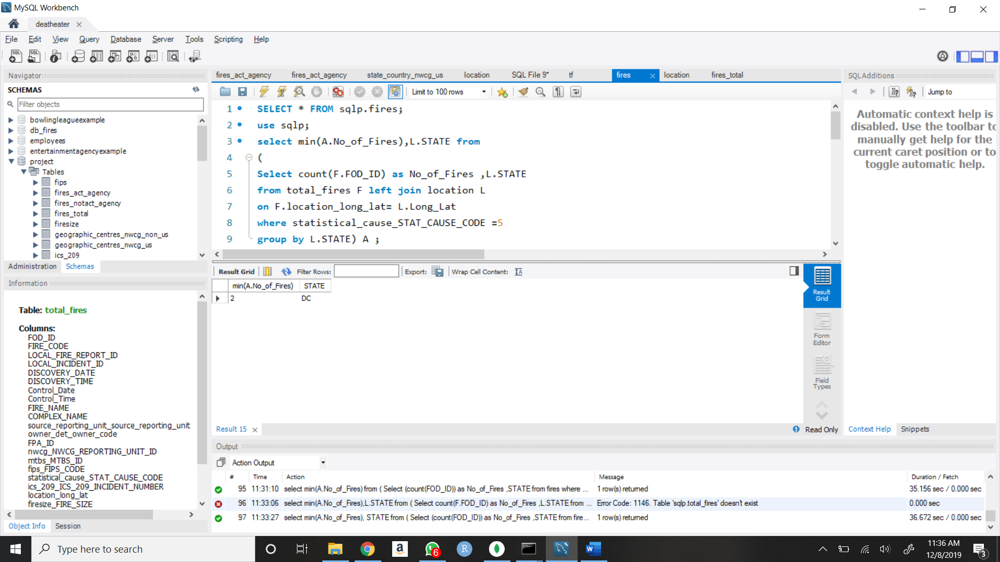 MySQL Workbench
deatheater
File Edit View Query Database Server Tools Scripting Help
Navigator
SCHEMAS
Filter objects
bowlingleagueexample
db_fires
employees
entertainmentagencyexample
project
Tables
fips
fires_act_agency
fires_notact_agency
fires_total
firesize
geographic_centres_nwcg_non_us
geographic_centres_nwcg_us
ics_209
Administration Schemas
Information
Table: total_fires
Columns:
FOD_ID
FIRE_CODE
LOCAL_FIRE_REPORT_ID
LOCAL_INCIDENT_ID
DISCOVERY_DATE
DISCOVERY_TIME
Control_Date
Control_Time
FIRE_NAME
COMPLEX_NAME
source_reporting_unit_source_reporting_unit
owner_det_owner_code
FPA_ID
nwcg_NWCG_REPORTING_UNIT_ID
mtbs_MTBS_ID
fips_FIPS_CODE
statistical_cause_STAT_CAUSE_CODE
ics_209_ICS_209_INCIDENT_NUMBER
location_long_lat
firesize_FIRE_SIZE
Object Info Session
fires_act_agency fires_act_agency state_country_nwcg_us location SQL File 9* tf fires location fires_total
Limit to 100 rows
1 SELECT * FROM sqlp.fires;
2 use sqlp;
3 select min(A.No_of_Fires),L.STATE from
4 (
5 Select count(F.FOD_ID) as No_of_Fires ,L.STATE
6 from total_fires F left join location L
7 on F.location_long_lat= L.Long_Lat
8 where statistical_cause_STAT_CAUSE_CODE =5
9 group by L.STATE) A ;
Result Grid Filter Rows: Export: Wrap Cell Content:
min(A.No_of_Fires) STATE
2 DC
Result Grid
Form Editor
Field Types
Result 15
Read Only
SQLAdditions
Jump to
Automatic context help is
disabled. Use the toolbar to
manually get help for the
current caret position or to
toggle automatic help.
Context Help Snippets
Output
Action Output
# Time Action Message Duration / Fetch
95 11:31:10 select min(A.No_of_Fires) from ( Select (count(FOD_ID)) as No_of_Fires ,STATE from fires where ... 1 row(s) returned 35.156 sec / 0.000 sec
96 11:33:06 select min(A.No_of_Fires),L.STATE from ( Select count(F.FOD_ID) as No_of_Fires ,L.STATE from ... Error Code: 1146. Table 'sqlp.total_fires' doesn't exist 0.000 sec
97 11:33:27 select min(A.No_of_Fires), STATE from ( Select (count(FOD_ID)) as No_of_Fires ,STATE from fire... 1 row(s) returned 36.672 sec / 0.000 sec
Type here to search
6
11:36 AM
12/8/2019
3